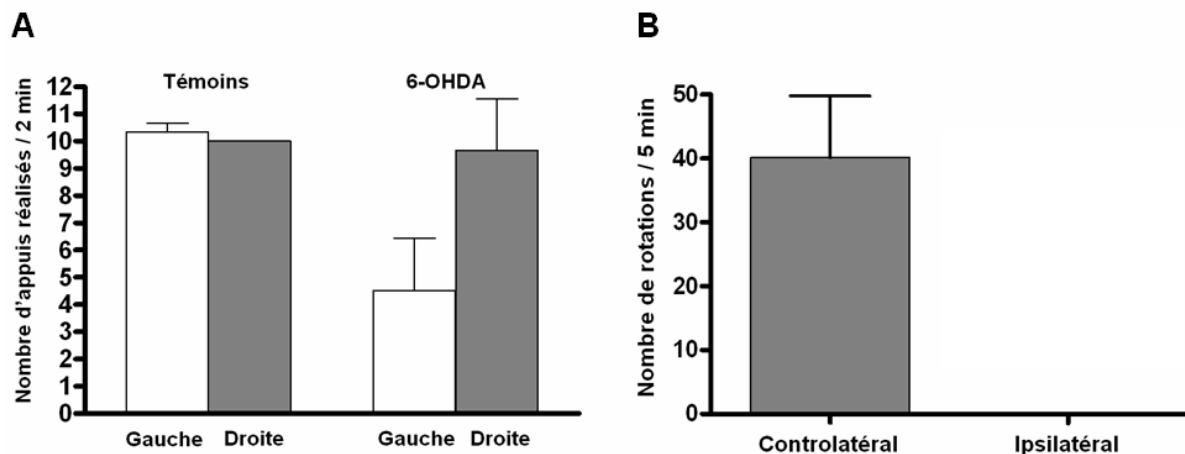 A
Nombre d'appuis réalisés / 2 min
12
11
10
9
8
7
6
5
4
3
2
1
0
Témoins
6-OHDA
Gauche Droite Gauche Droite
B
Nombre de rotations / 5 min
50
40
30
20
10
0
Controlatéral Ipsilatéral